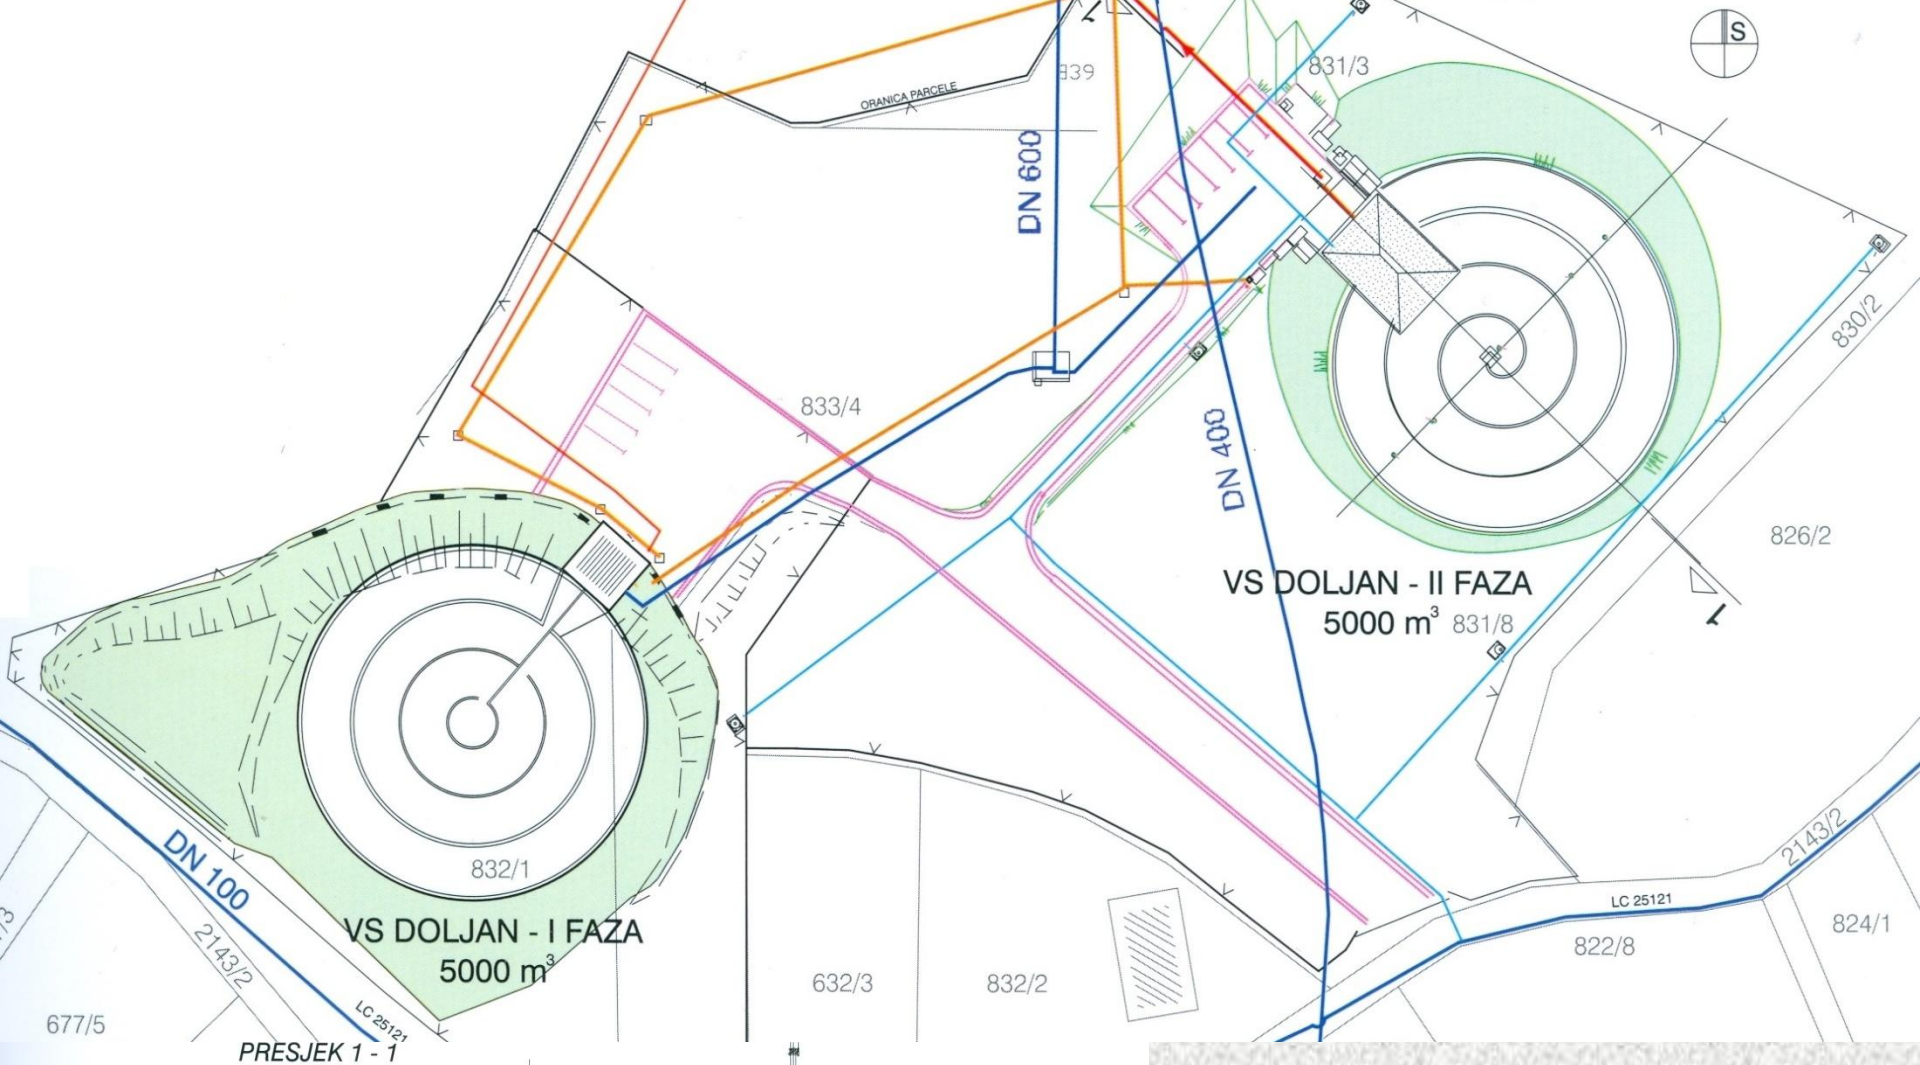 S
831/3
839
ORANICA PARCELE
DN 600
830/2
833/4
DN 400
826/2
VS DOLJAN - II FAZA
5000 m³ 831/8
1
2143/2
832/1
DN 100
LC 25121
824/1
VS DOLJAN - I FAZA
5000 m³
822/8
2143/2
632/3
832/2
677/5
LC 25121
PRESJEK 1 - 1